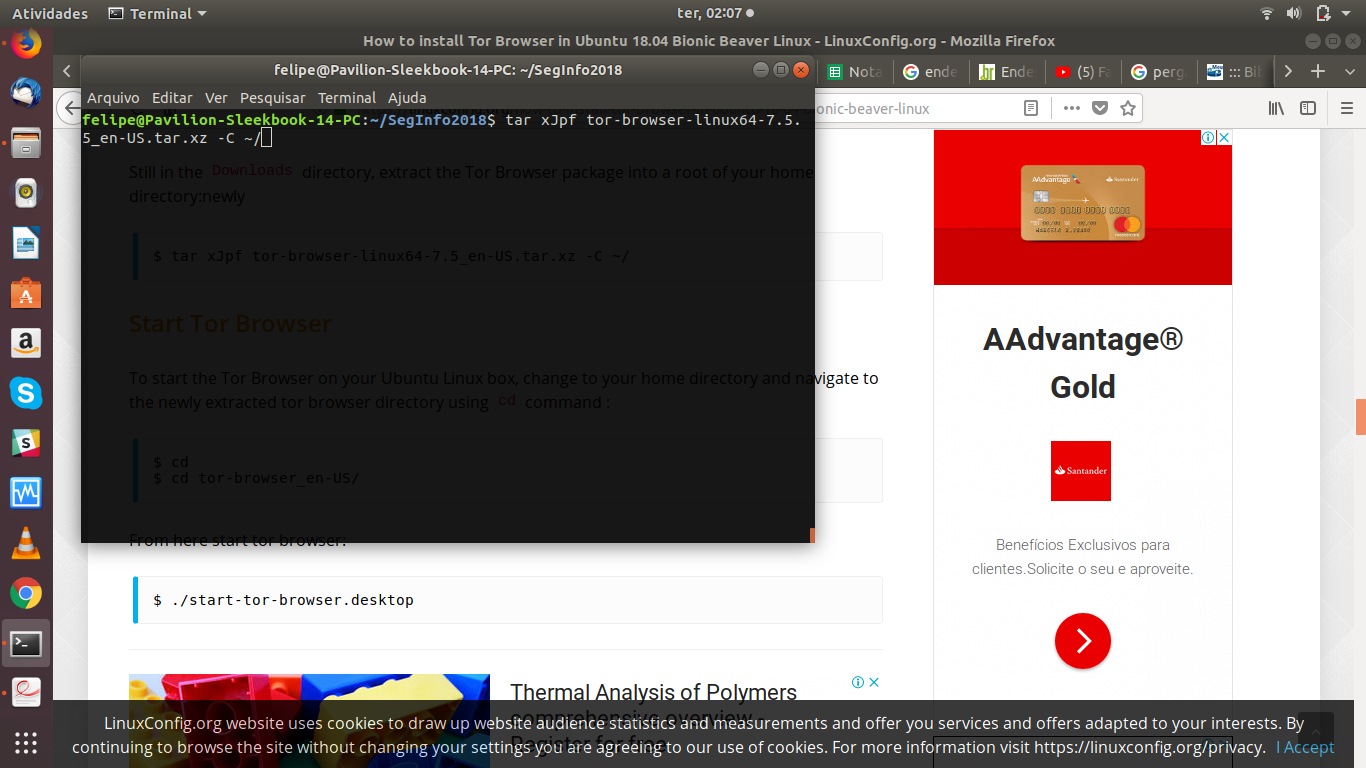 Atividades
Terminal
ter, 02:07
How to install Tor Browser in Ubuntu 18.04 Bionic Beaver Linux - LinuxConfig.org - Mozilla Firefox
felipe@Pavilion-Sleekbook-14-PC: ~/SegInfo2018
Nota
ende
Ende
(5) Fa
perg
::: Bib
Arquivo Editar Ver Pesquisar Terminal Ajuda
onic-beaver-linux
felipe@Pavilion-Sleekbook-14-PC:~/SegInfo2018$ tar xJpf tor-browser-linux64-7.5.
5_en-US.tar.xz -C ~/
Still in the Downloads directory, extract the Tor Browser package into a root of your home
directory:newly
$ tar xJpf tor-browser-linux64-7.5_en-US.tar.xz -C ~/
Start Tor Browser
To start the Tor Browser on your Ubuntu Linux box, change to your home directory and navigate to
the newly extracted tor browser directory using cd command :
$ cd
$ cd tor-browser_en-US/
From here start tor browser:
$ ./start-tor-browser.desktop
AAdvantage
Santander
AAdvantage®
Gold
Santander
Benefícios Exclusivos para
clientes.Solicite o seu e aproveite.
Thermal Analysis of Polymers
comprehensive overview -
Register for free
LinuxConfig.org website uses cookies to draw up website audience statistics and measurements and offer you services and offers adapted to your interests. By
continuing to browse the site without changing your settings you are agreeing to our use of cookies. For more information visit https://linuxconfig.org/privacy. I Accept